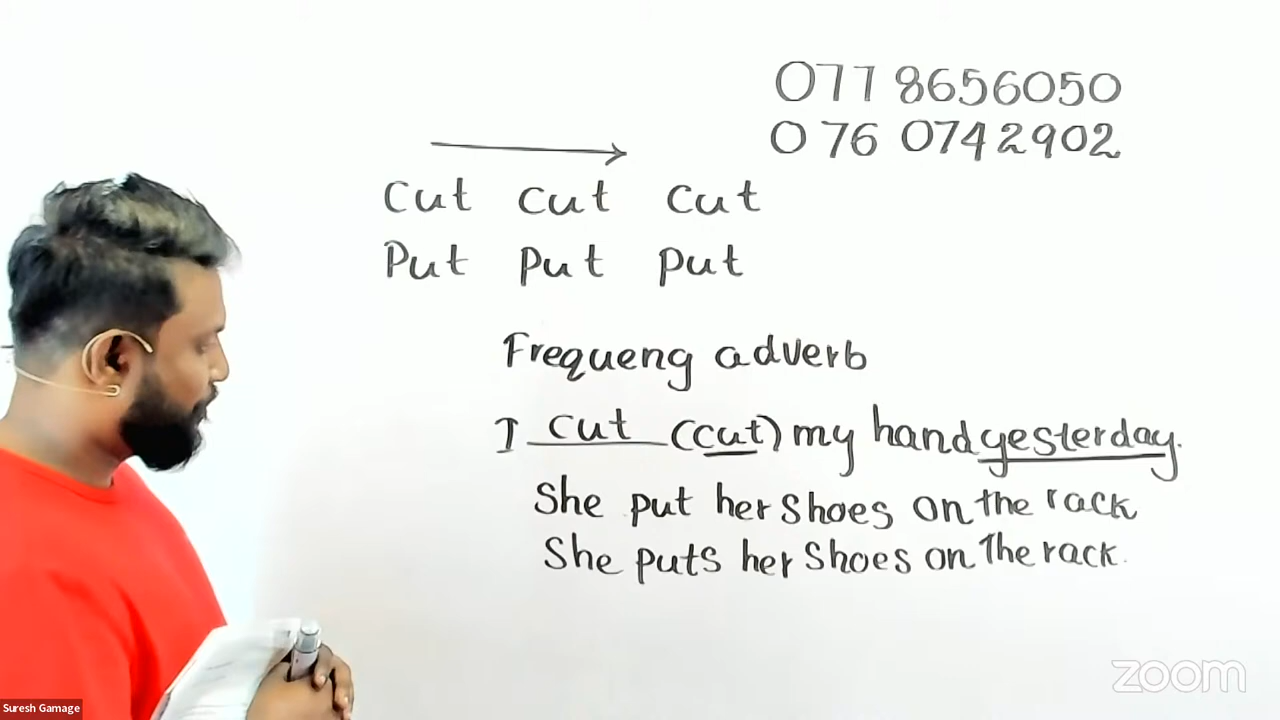 077 8656050
076 0742902
Cut cut cut
Put put put
Frequeng adverb
I cut (cut) my hand yesterday.
She put her shoes on the rack
She puts her shoes on the rack.
zoom
Suresh Gamage